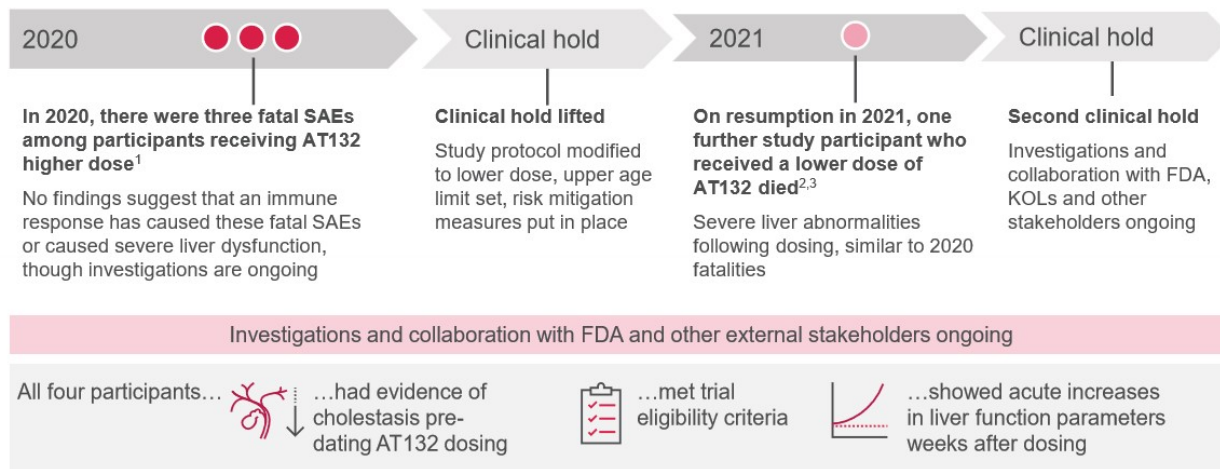 2020
Clinical hold
2021
Clinical hold
In 2020, there were three fatal SAEs
among participants receiving AT132
higher dose1
No findings suggest that an immune
response has caused these fatal SAEs
or caused severe liver dysfunction,
though investigations are ongoing
Clinical hold lifted
Study protocol modified
to lower dose, upper age
limit set, risk mitigation
measures put in place
On resumption in 2021, one
further study participant who
received a lower dose of
AT132 died2,3
Severe liver abnormalities
following dosing, similar to 2020
fatalities
Second clinical hold
Investigations and
collaboration with FDA,
KOLs and other
stakeholders ongoing
Investigations and collaboration with FDA and other external stakeholders ongoing
All four participants…
…had evidence of
cholestasis pre-
dating AT132 dosing
…met trial
eligibility criteria
…showed acute increases
in liver function parameters
weeks after dosing